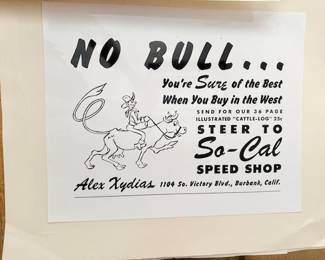 NO BULL...
You're Sure of the Best
When You Buy in the West
SEND FOR OUR 36 PAGE
ILLUSTRATED "CATTLE-LOG" 25¢
STEER TO
So-Cal
SPEED SHOP
Alex Xydias 1104 So. Victory Blvd., Burbank, Calif.